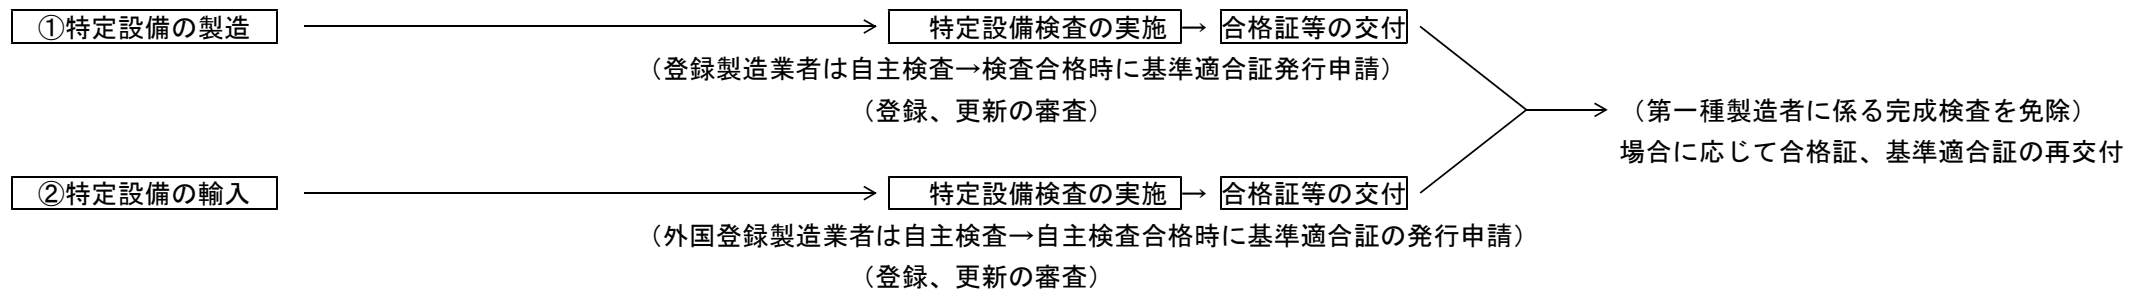 ①特定設備の製造 特定設備検査の実施→ 合格証等の交付
（登録製造業者は自主検査→検査合格時に基準適合証発行申請）
（登録、更新の審査） （第一種製造者に係る完成検査を免除）
場合に応じて合格証、基準適合証の再交付
②特定設備の輸入 特定設備検査の実施→ 合格証等の交付
（外国登録製造業者は自主検査→自主検査合格時に基準適合証の発行申請）
（登録、更新の審査）